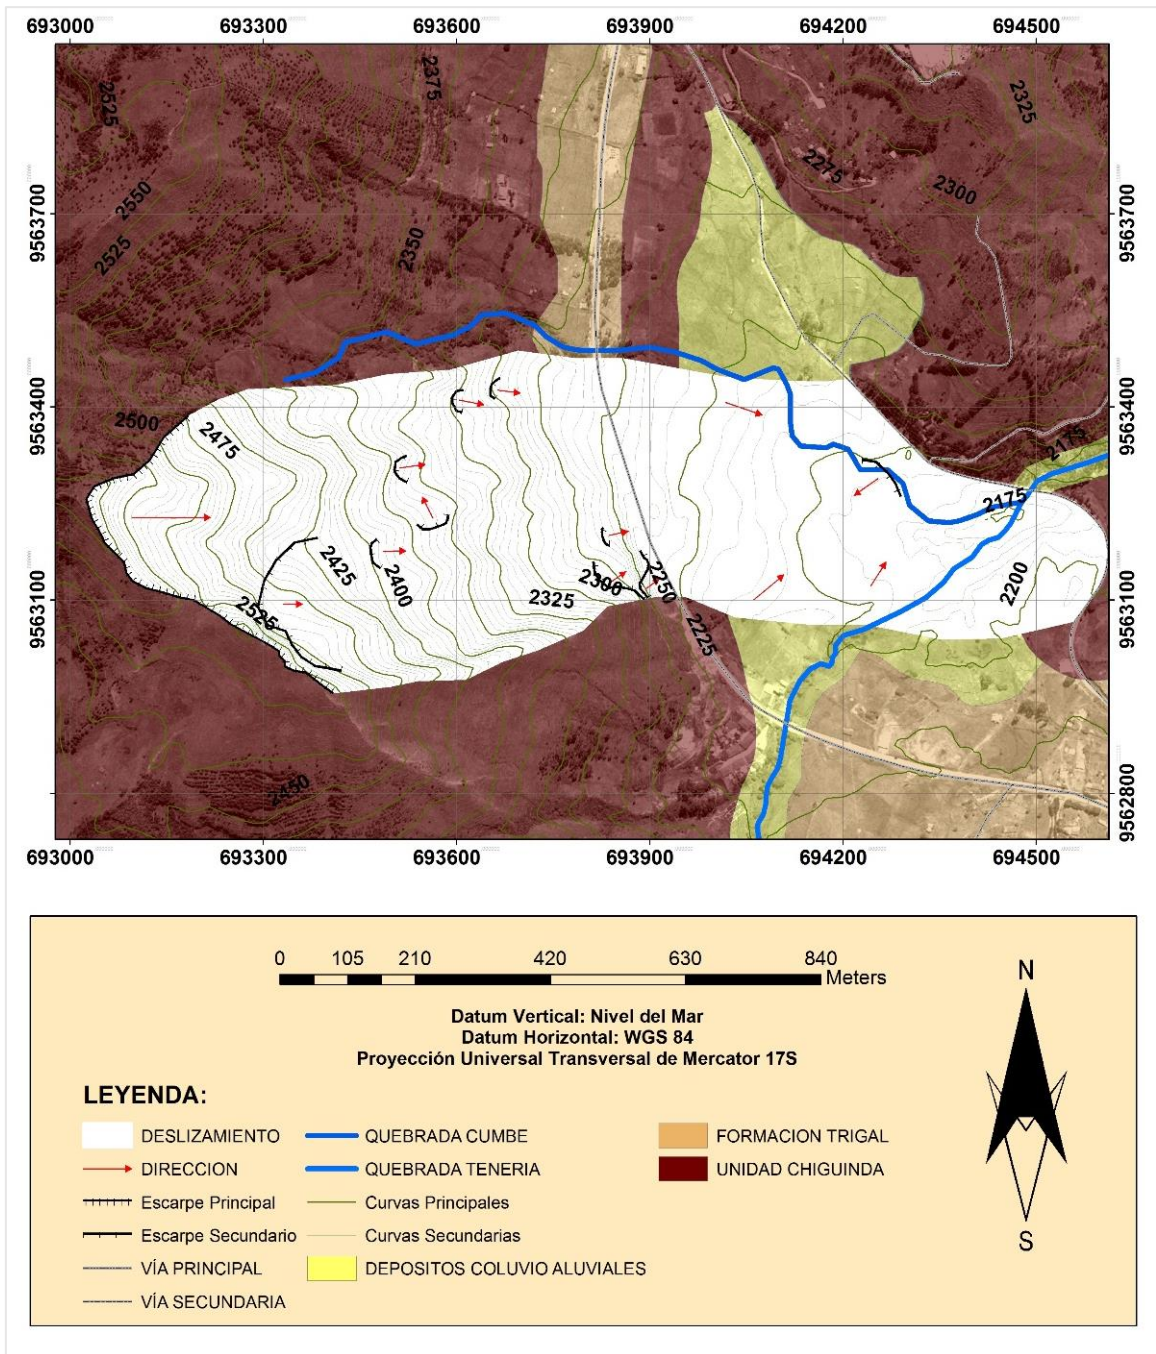 693000 693300 693600 693900 694200 694500
2525
2375
2325
2275
2300
9563700
2550
2525
2350
9563700
9563400
2500
2475
2175
9563400
2175
9563100
2425
2400
2525
2325
2300
2250
2225
2200
9563100
2450
9562800
693000 693300 693600 693900 694200 694500
0 105 210 420 630 840
Meters
Datum Vertical: Nivel del Mar
Datum Horizontal: WGS 84
Proyección Universal Transversal de Mercator 17S
N
S
LEYENDA:
DESLIZAMIENTO
DIRECCION
Escarpe Principal
Escarpe Secundario
VÍA PRINCIPAL
VÍA SECUNDARIA
QUEBRADA CUMBE
QUEBRADA TENERIA
Curvas Principales
Curvas Secundarias
DEPOSITOS COLUVIO ALUVIALES
FORMACION TRIGAL
UNIDAD CHIGUINDA